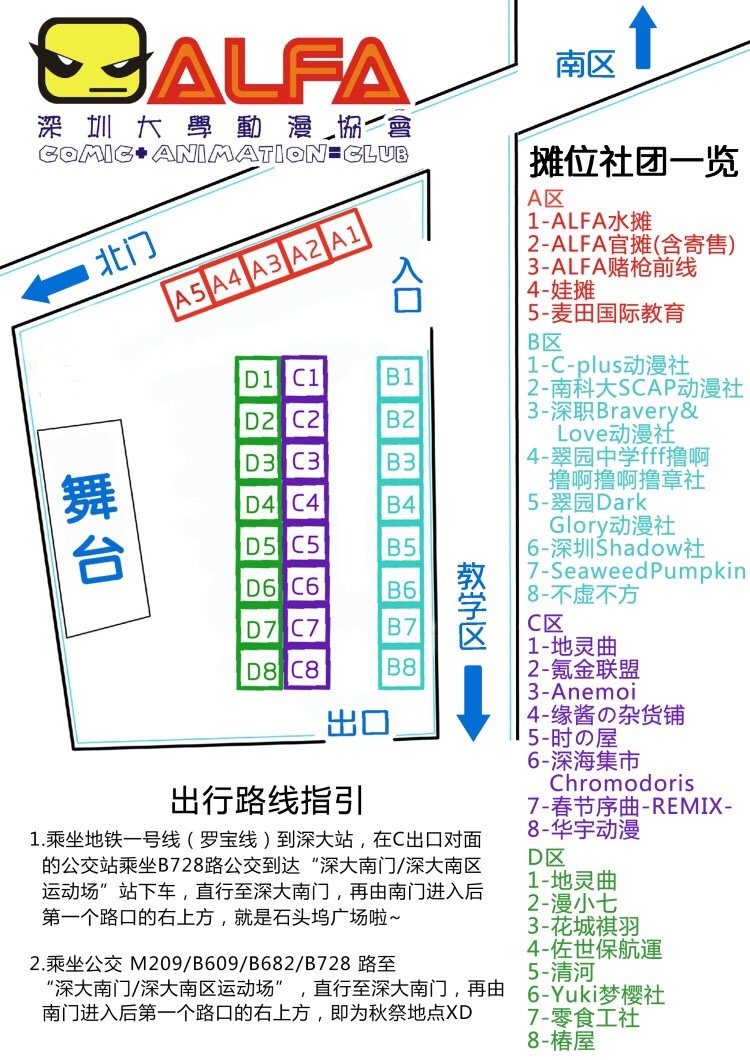 ALFA
深圳大學動漫協會
COMIC+ANIMATION=CLUB
南区
北门
入口
A1
A2
A3
A4
A5
D1 C1 B1
D2 C2 B2
D3 C3 B3
D4 C4 B4
D5 C5 B5
D6 C6 B6
D7 C7 B7
D8 C8 B8
舞台
教学区
出口
摊位社团一览
A区
1-ALFA水摊
2-ALFA官摊(含寄售)
3-ALFA赌枪前线
4-娃摊
5-麦田国际教育
B区
1-C-plus动漫社
2-南科大SCAP动漫社
3-深职Bravery&
Love动漫社
4-翠园中学fff撸啊
撸啊撸啊撸章社
5-翠园Dark
Glory动漫社
6-深圳Shadow社
7-SeaweedPumpkin
8-不虚不方
C区
1-地灵曲
2-氪金联盟
3-Anemoi
4-缘酱の杂货铺
5-时の屋
6-深海集市
Chromodoris
7-春节序曲-REMIX-
8-华宇动漫
D区
1-地灵曲
2-漫小七
3-花城祺羽
4-佐世保航運
5-清河
6-Yuki梦樱社
7-零食工社
8-椿屋
出行路线指引
1.乘坐地铁一号线（罗宝线）到深大站，在C出口对面
的公交站乘坐B728路公交到达“深大南门/深大南区
运动场”站下车，直行至深大南门，再由南门进入后
第一个路口的右上方，就是石头坞广场啦~
2.乘坐公交 M209/B609/B682/B728 路至
“深大南门/深大南区运动场”，直行至深大南门，再由
南门进入后第一个路口的右上方，即为秋祭地点XD